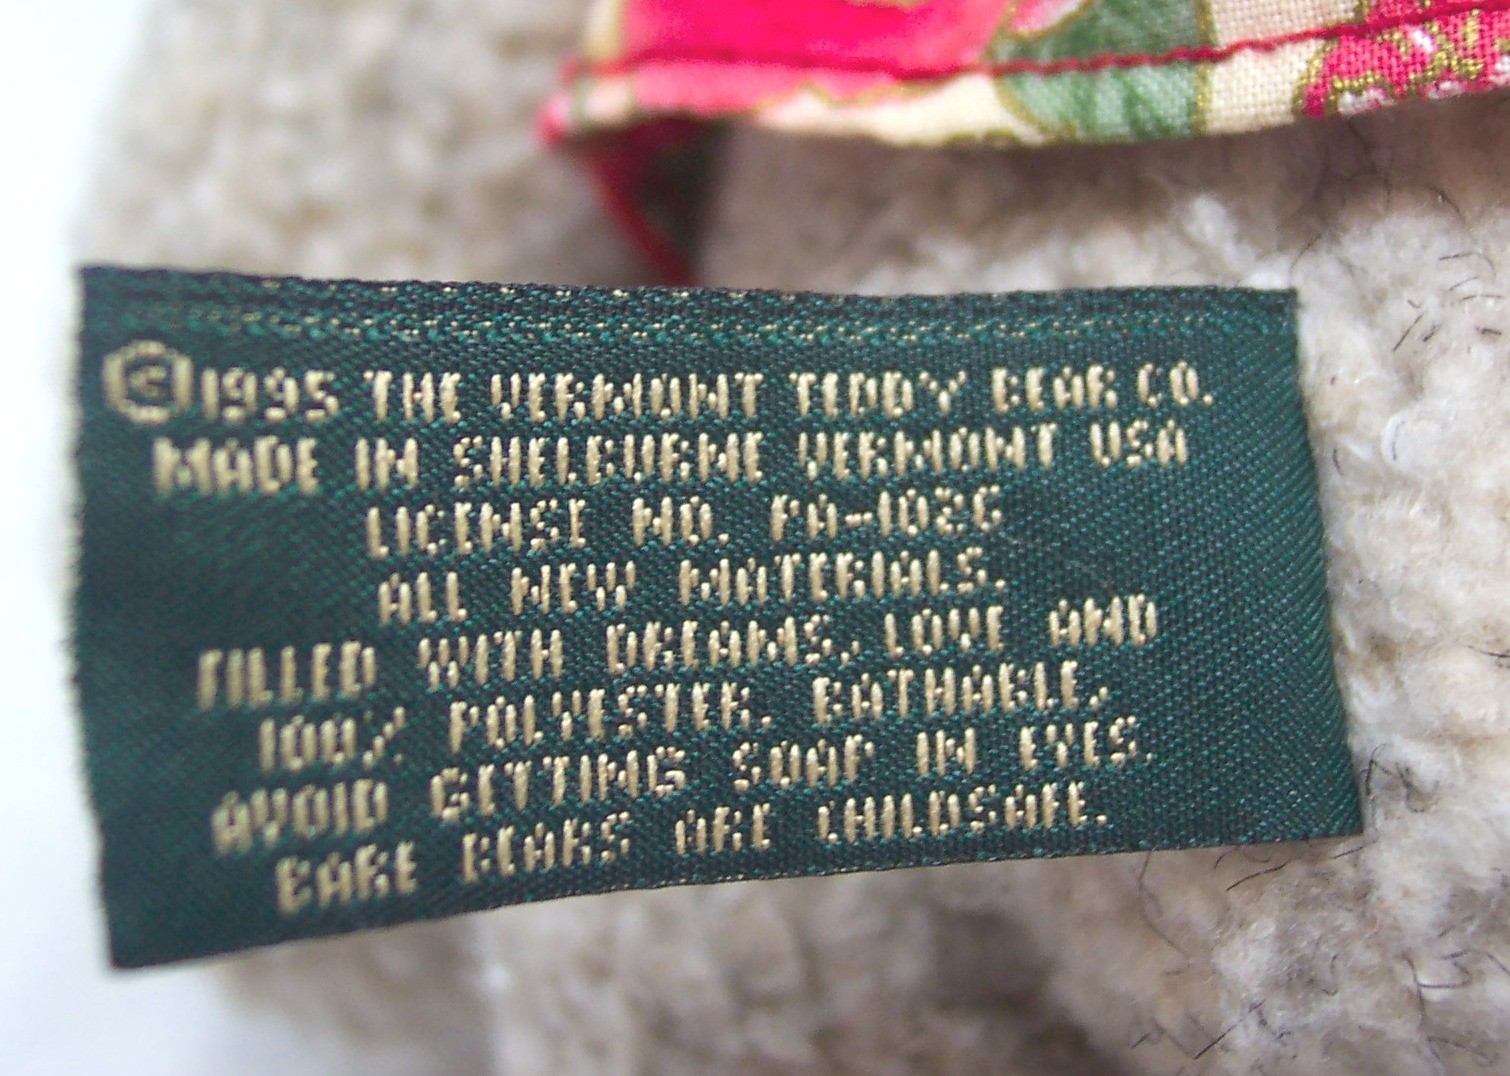 ©1995 THE VERMONT TEDDY BEAR CO.
MADE IN SHELBURNE VERMONT USA
LICENSE NO. PA-1026
ALL NEW MATERIALS.
FILLED WITH DREAMS, LOVE AND
100% POLYESTER. BATHABLE,
AVOID GETTING SOAP IN EYES.
BARE BEARS ARE CHILDSAFE.